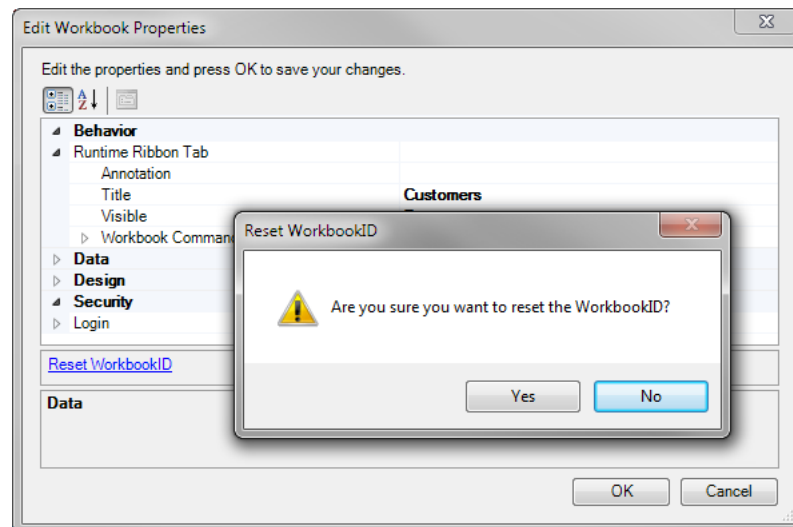 Edit Workbook Properties
Edit the properties and press OK to save your changes.
Behavior
Runtime Ribbon Tab
Annotation
Title Customers
Visible
Workbook
Data
Design
Security
Login
Reset WorkbookID
Data
Reset WorkbookID
Are you sure you want to reset the WorkbookID?
Yes No
OK Cancel